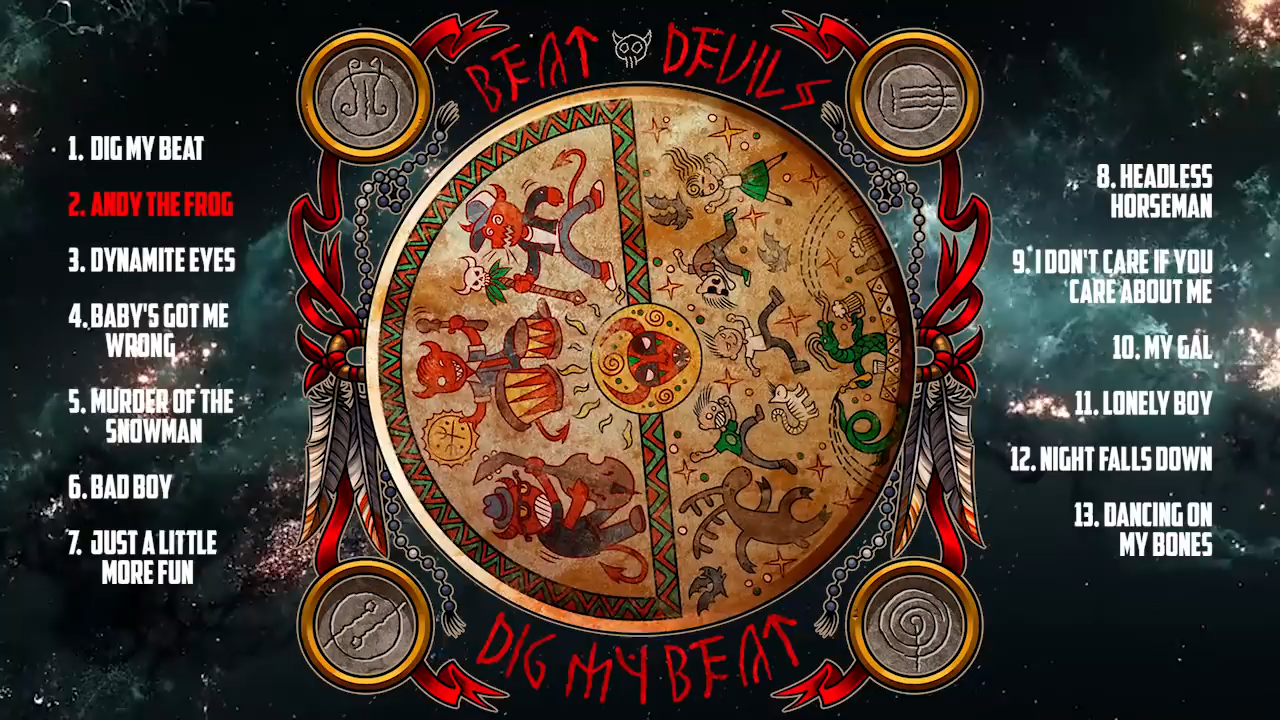 BEAT DEVILS
1. DIG MY BEAT
2. ANDY THE FROG
3. DYNAMITE EYES
4. BABY'S GOT ME
WRONG
5. MURDER OF THE
SNOWMAN
6. BAD BOY
7. JUST A LITTLE
MORE FUN
8. HEADLESS
HORSEMAN
9. I DON'T CARE IF YOU
CARE ABOUT ME
10. MY GAL
11. LONELY BOY
12. NIGHT FALLS DOWN
13. DANCING ON
MY BONES
DIG MY BEAT